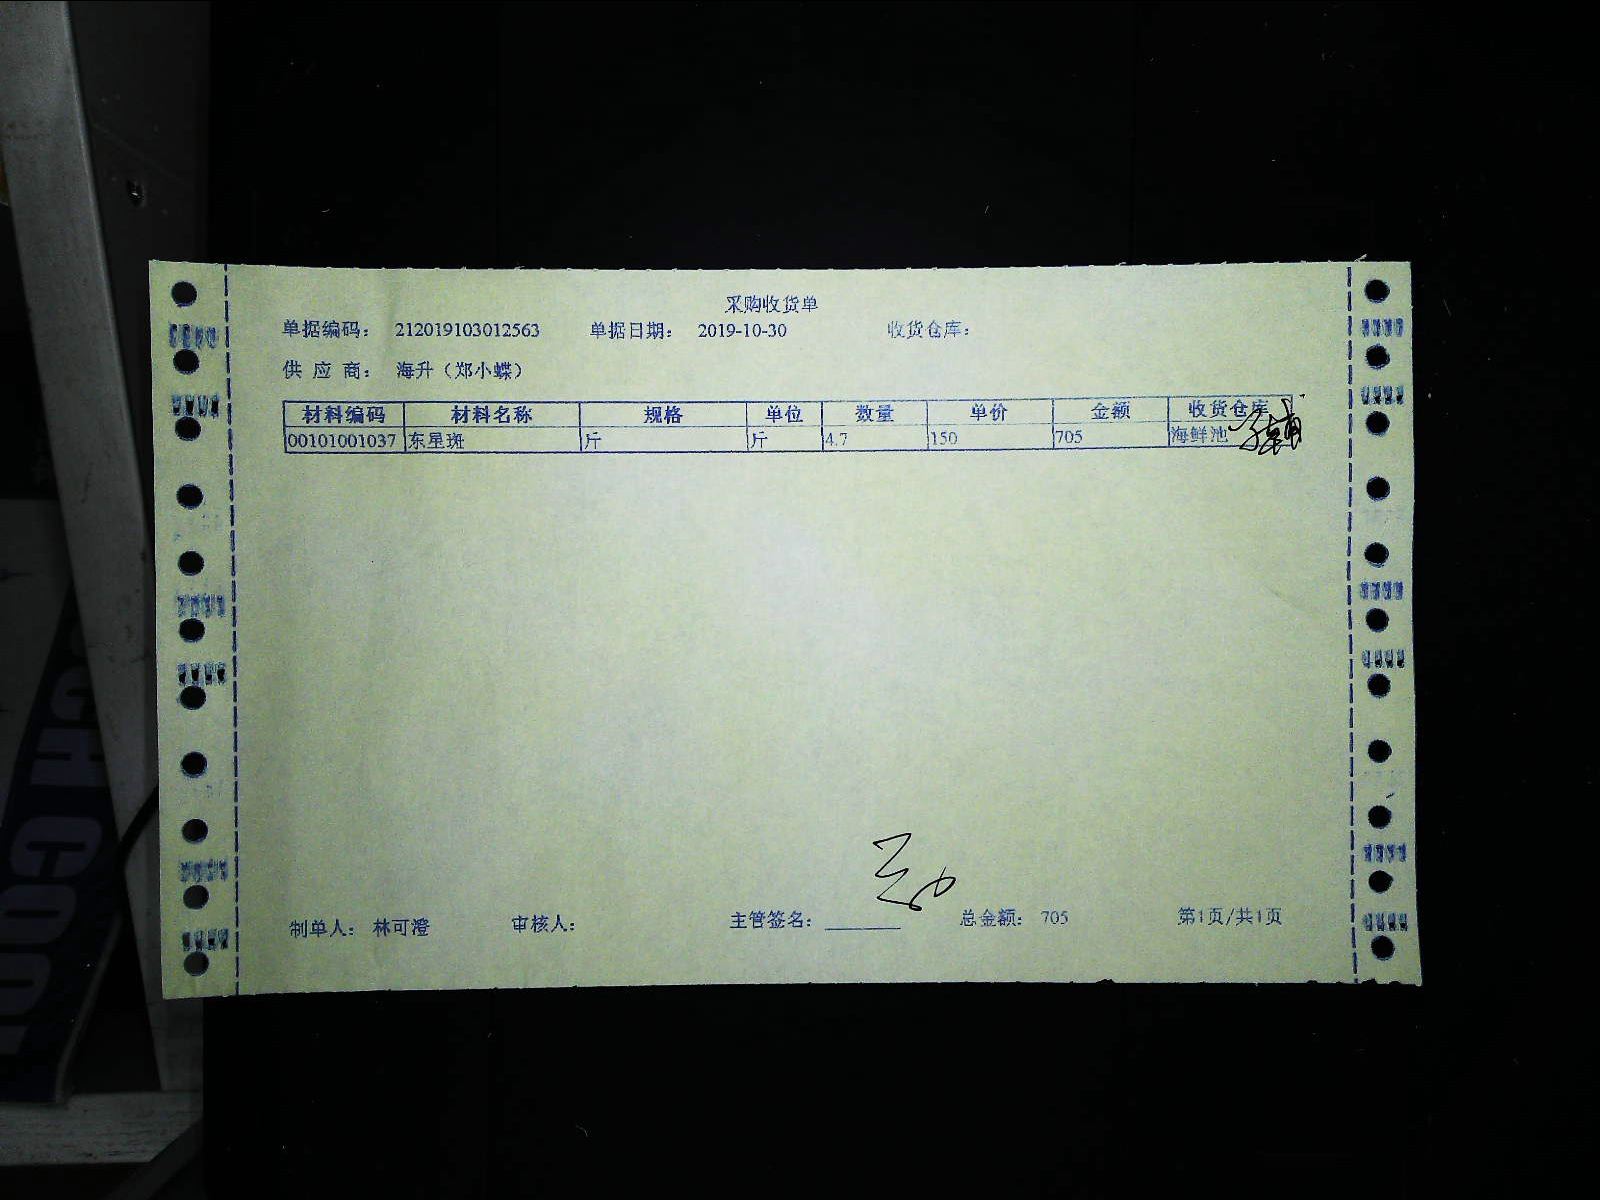 采购收货单
单据编码： 212019103012563 单据日期： 2019-10-30 收货仓库：
供 应 商： 海升（郑小蝶）
材料编码 材料名称 规格 单位 数量 单价 金额 收货仓库
00101001037 东星斑 斤 斤 4.7 150 705 海鲜池
制单人： 林可澄 审核人： 主管签名： 总金额： 705 第1页/共1页